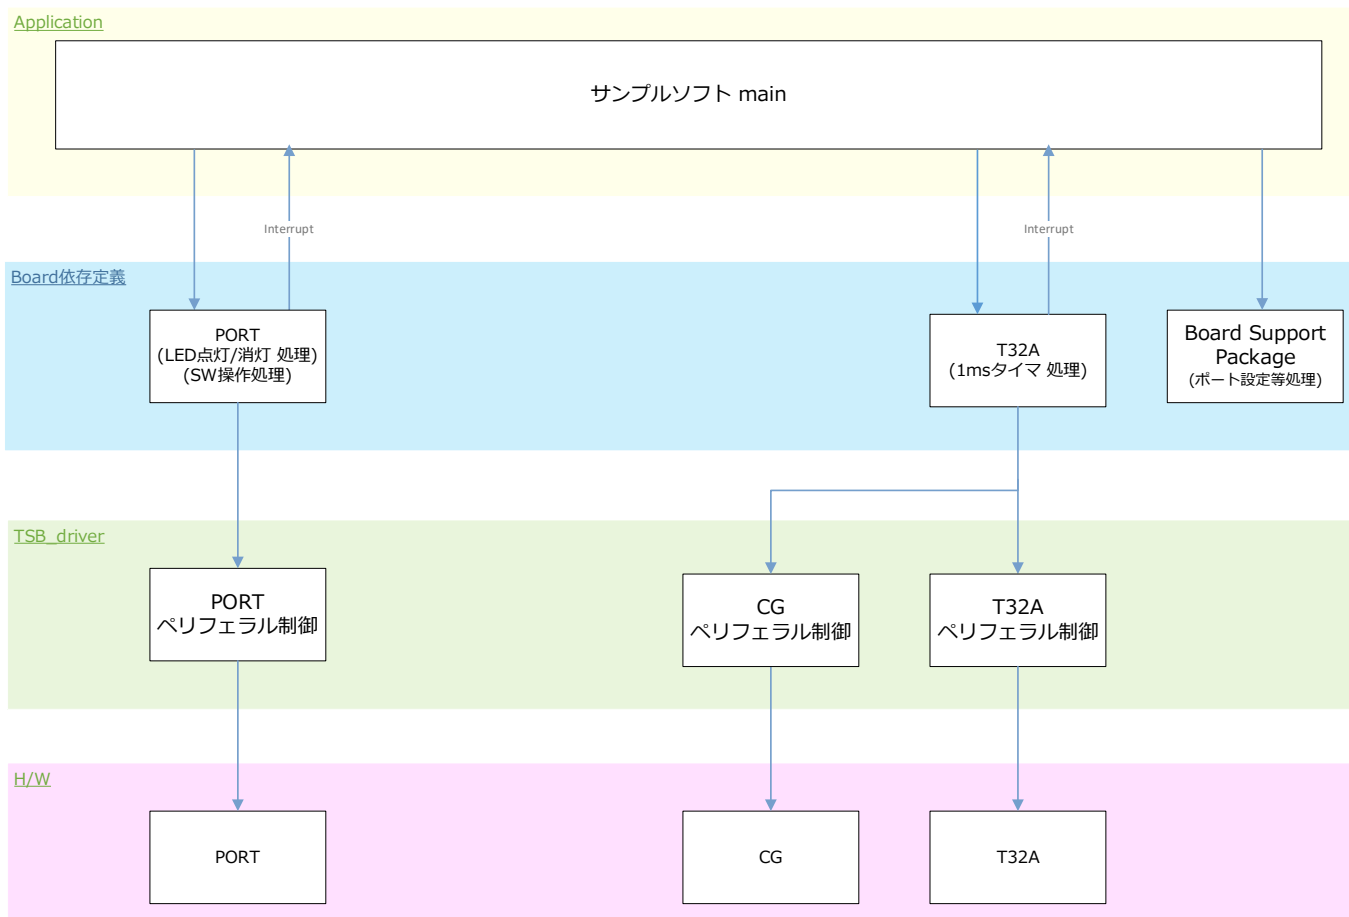 Application
サンプルソフト main
Interrupt
Interrupt
Board依存定義
PORT
(LED点灯/消灯 処理)
(SW操作処理)
T32A
(1msタイマ 処理)
Board Support
Package
(ポート設定等処理)
TSB_driver
PORT
ペリフェラル制御
CG
ペリフェラル制御
T32A
ペリフェラル制御
H/W
PORT
CG
T32A